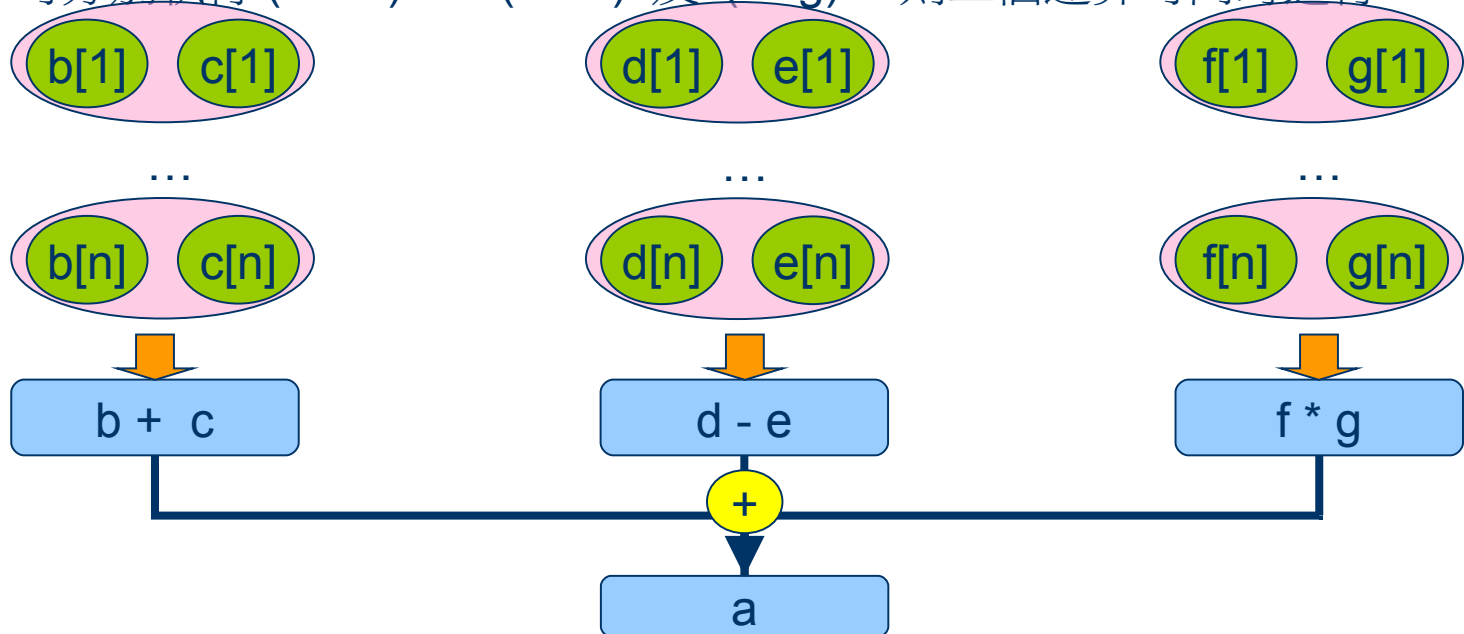 b[1] c[1] d[1] e[1] f[1] g[1]
… … …
b[n] c[n] d[n] e[n] f[n] g[n]
b + c d - e f * g
+
a